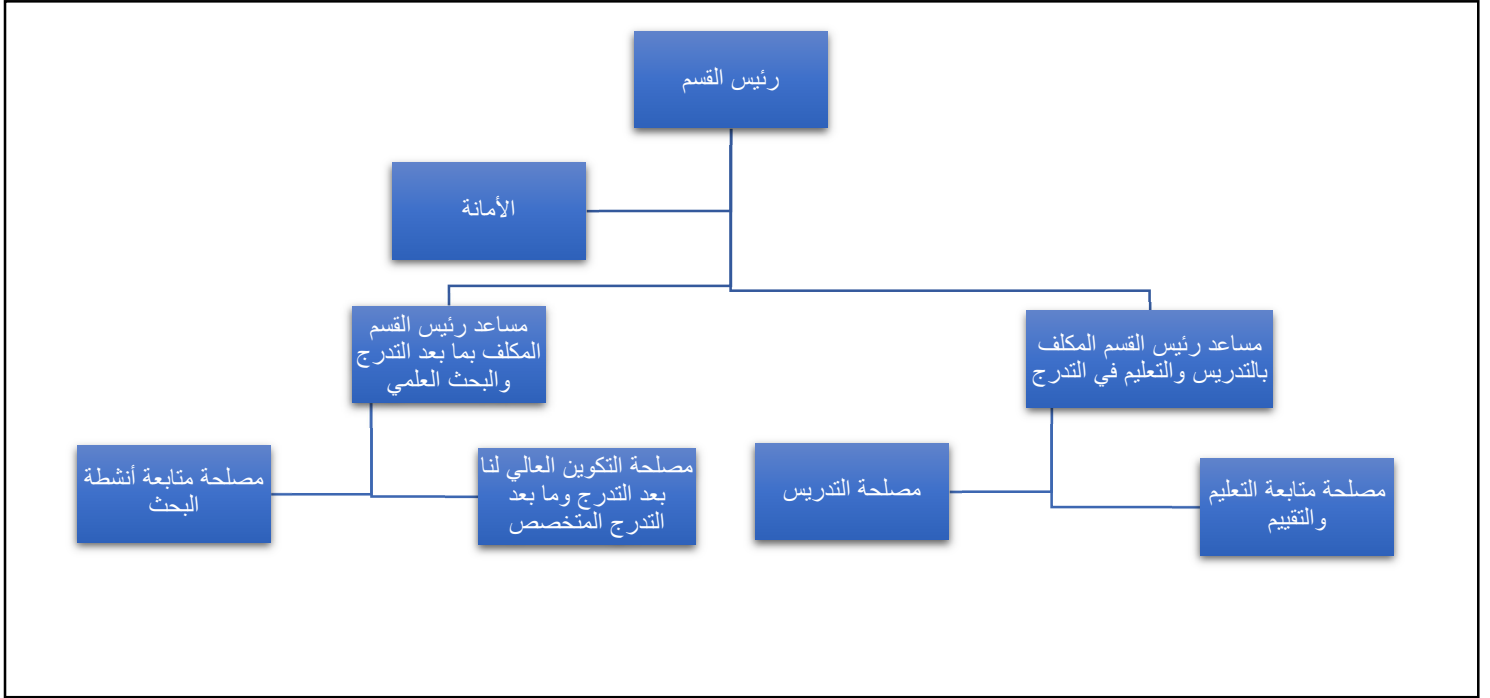 رئيس القسم
الأمانة
مساعد رئيس القسم المكلف
بالتدريس والتعليم في التدرج
مساعد رئيس القسم
المكلف بما بعد التدرج
والبحث العلمي
مصلحة متابعة التعليم
والتقييم
مصلحة التدريس
مصلحة التكوين العالي لنا
بعد التدرج وما بعد
التدرج المتخصص
مصلحة متابعة أنشطة
البحث